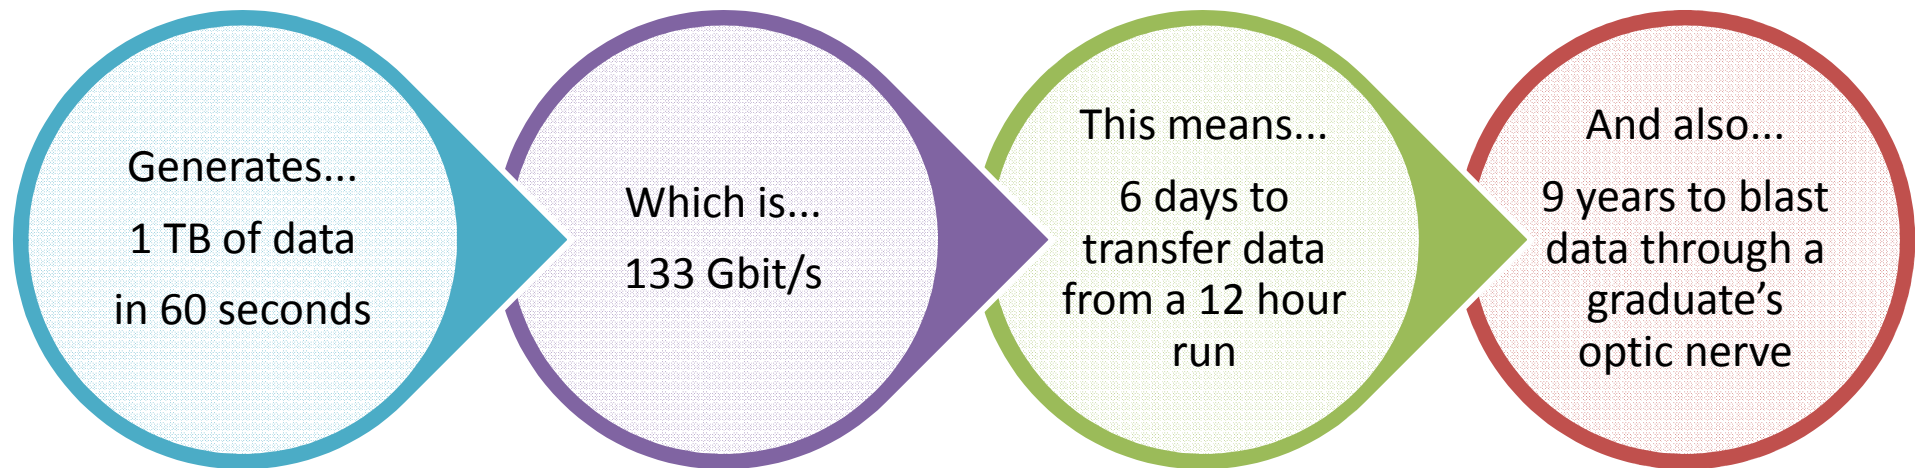 Generates...
1 TB of data
in 60 seconds
Which is...
133 Gbit/s
This means...
6 days to
transfer data
from a 12 hour
run
And also...
9 years to blast
data through a
graduate’s
optic nerve